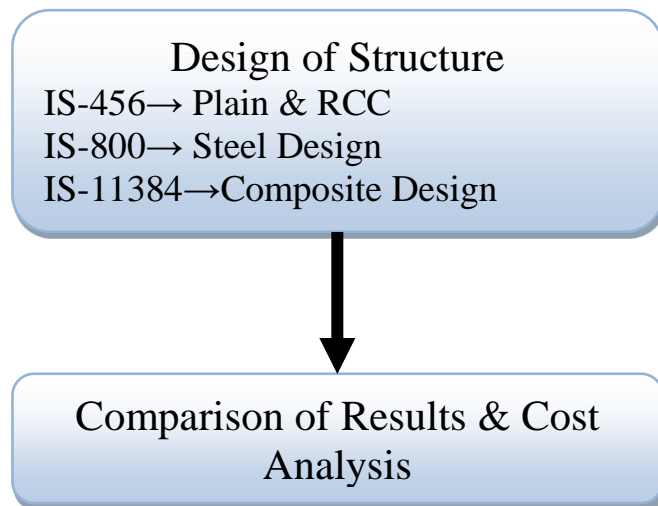 Design of Structure
IS-456→ Plain & RCC
IS-800→ Steel Design
IS-11384→Composite Design
Comparison of Results & Cost
Analysis